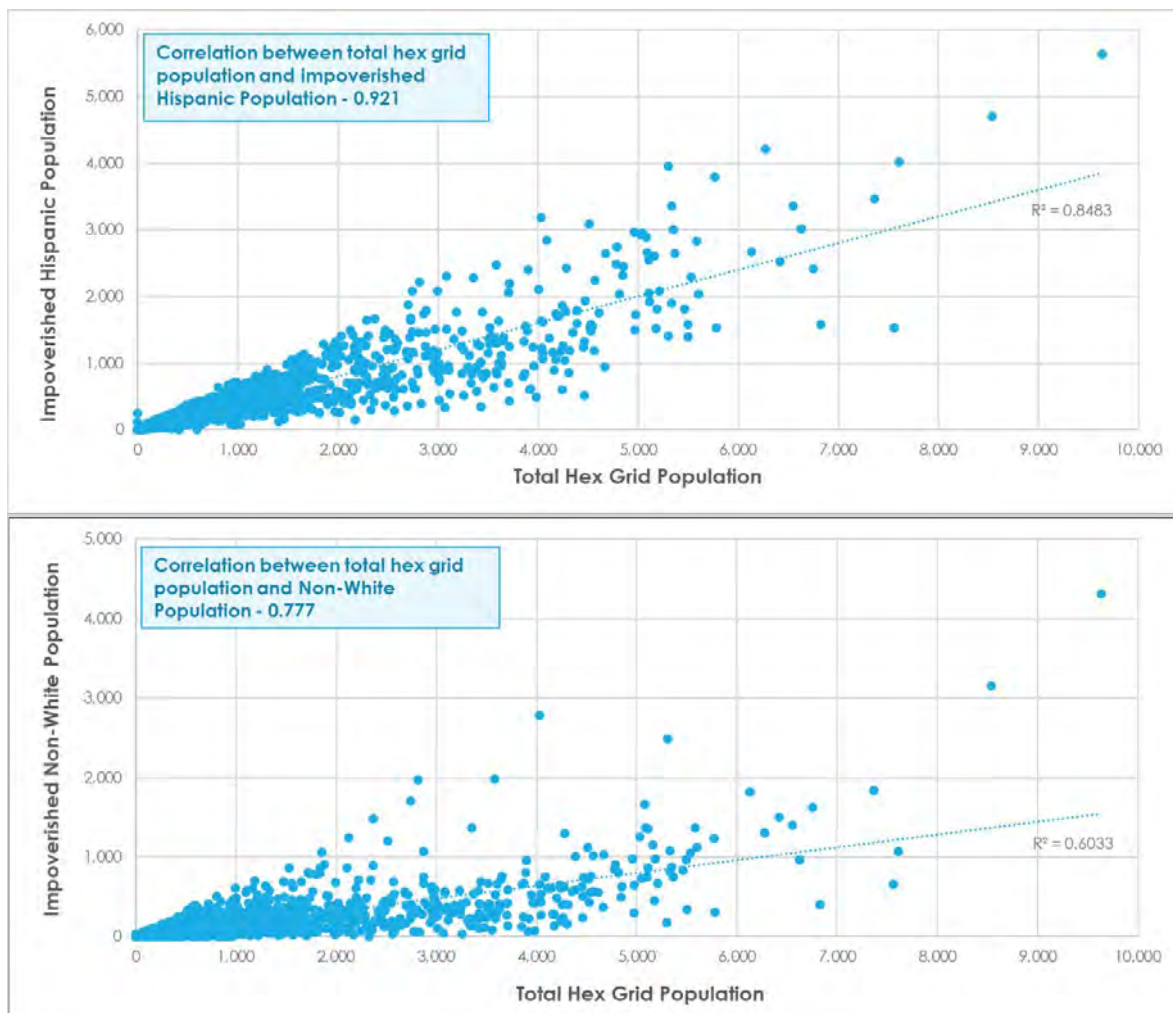 6,000
Correlation between total hex grid
population and impoverished
Hispanic Population - 0.921
5,000
4,000
3,000
2,000
1,000
0
Impoverished Hispanic Population
R² = 0.8483
0 1,000 2,000 3,000 4,000 5,000 6,000 7,000 8,000 9,000 10,000
Total Hex Grid Population
5,000
Correlation between total hex grid
population and Non-White
Population - 0.777
4,000
3,000
2,000
1,000
0
Impoverished Non-White Population
R² = 0.6033
0 1,000 2,000 3,000 4,000 5,000 6,000 7,000 8,000 9,000 10,000
Total Hex Grid Population